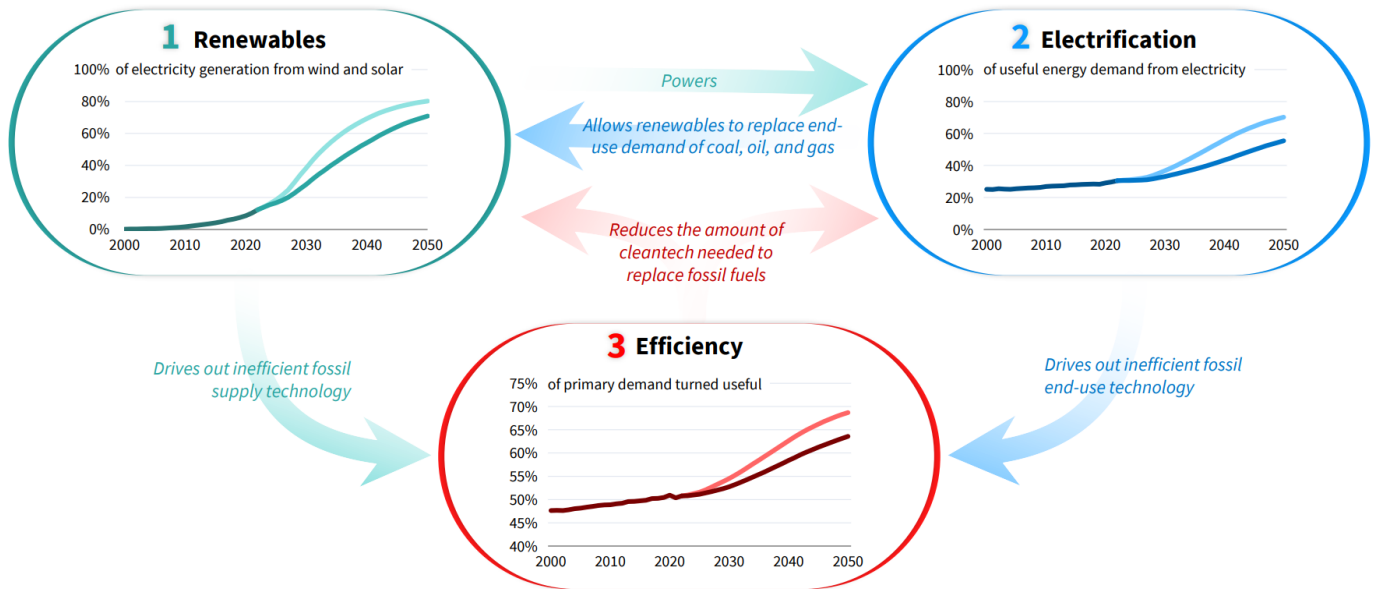 1 Renewables
100% of electricity generation from wind and solar
80%
60%
40%
20%
0%
2000 2010 2020 2030 2040 2050
Powers
Allows renewables to replace end-
use demand of coal, oil, and gas
Reduces the amount of
cleantech needed to
replace fossil fuels
2 Electrification
100% of useful energy demand from electricity
80%
60%
40%
20%
0%
2000 2010 2020 2030 2040 2050
Drives out inefficient fossil
supply technology
3 Efficiency
75% of primary demand turned useful
70%
65%
60%
55%
50%
45%
40%
2000 2010 2020 2030 2040 2050
Drives out inefficient fossil
end-use technology